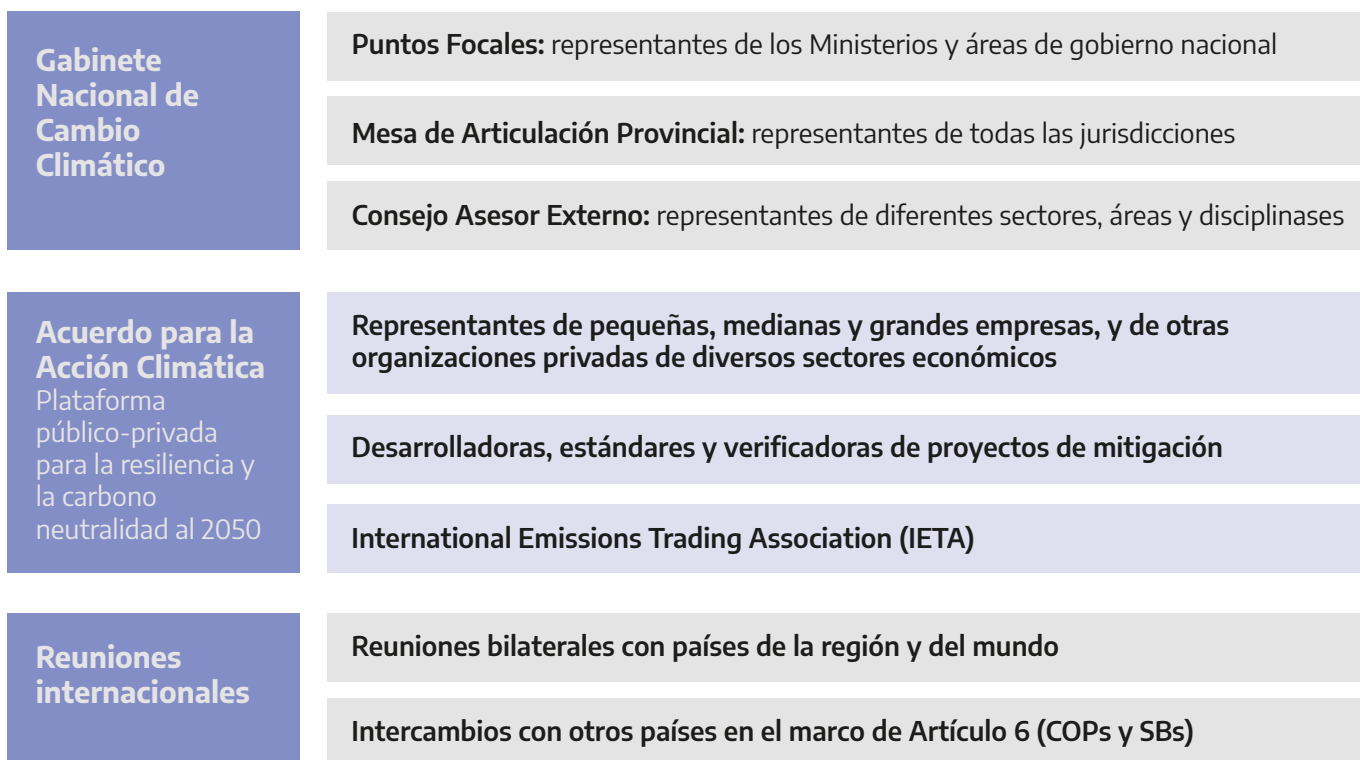 Gabinete
Nacional de
Cambio
Climático
Puntos Focales: representantes de los Ministerios y áreas de gobierno nacional
Mesa de Articulación Provincial: representantes de todas las jurisdicciones
Consejo Asesor Externo: representantes de diferentes sectores, áreas y disciplinases
Acuerdo para la
Acción Climática
Plataforma
público-privada
para la resiliencia y
la carbono
neutralidad al 2050
Representantes de pequeñas, medianas y grandes empresas, y de otras
organizaciones privadas de diversos sectores económicos
Desarrolladoras, estándares y verificadoras de proyectos de mitigación
International Emissions Trading Association (IETA)
Reuniones
internacionales
Reuniones bilaterales con países de la región y del mundo
Intercambios con otros países en el marco de Artículo 6 (COPs y SBs)